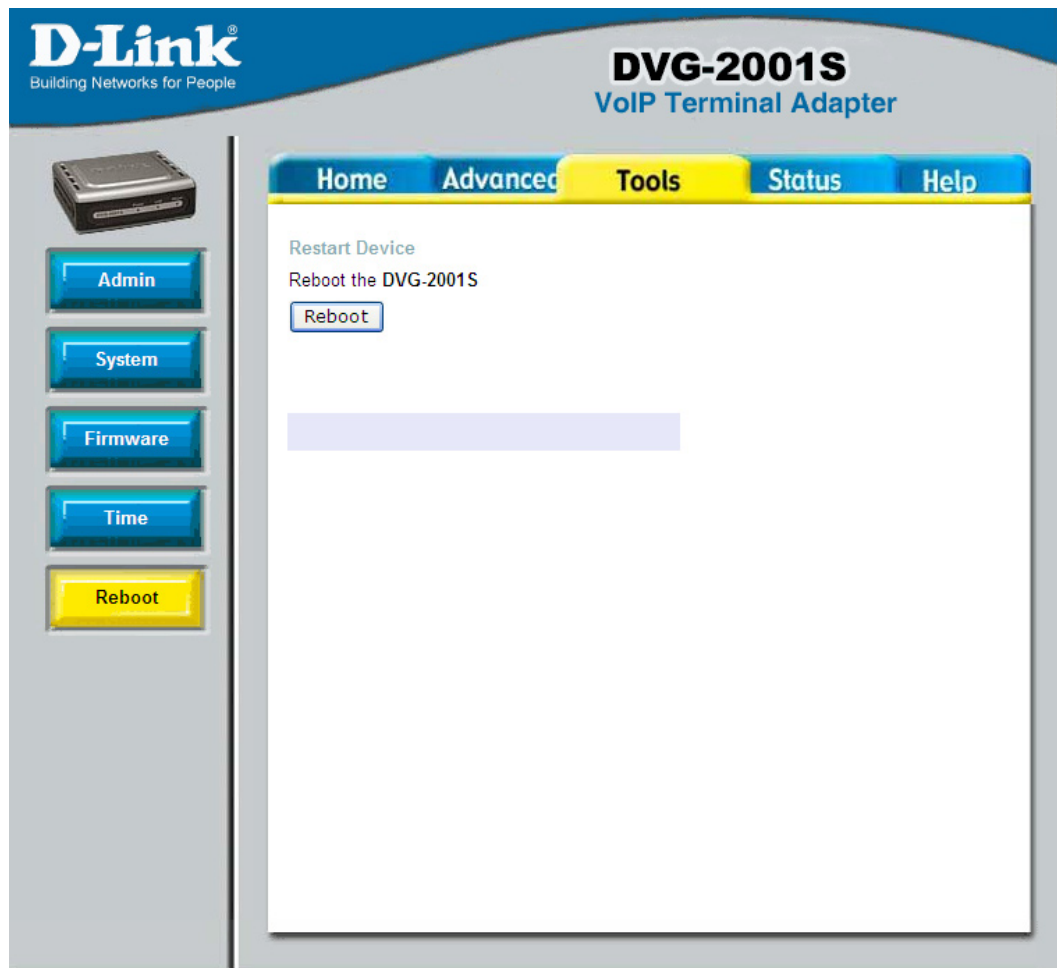 D-Link®
Building Networks for People
DVG-2001S
VoIP Terminal Adapter
Home Advanced Tools Status Help
Admin
System
Firmware
Time
Reboot
Restart Device
Reboot the DVG-2001S
Reboot